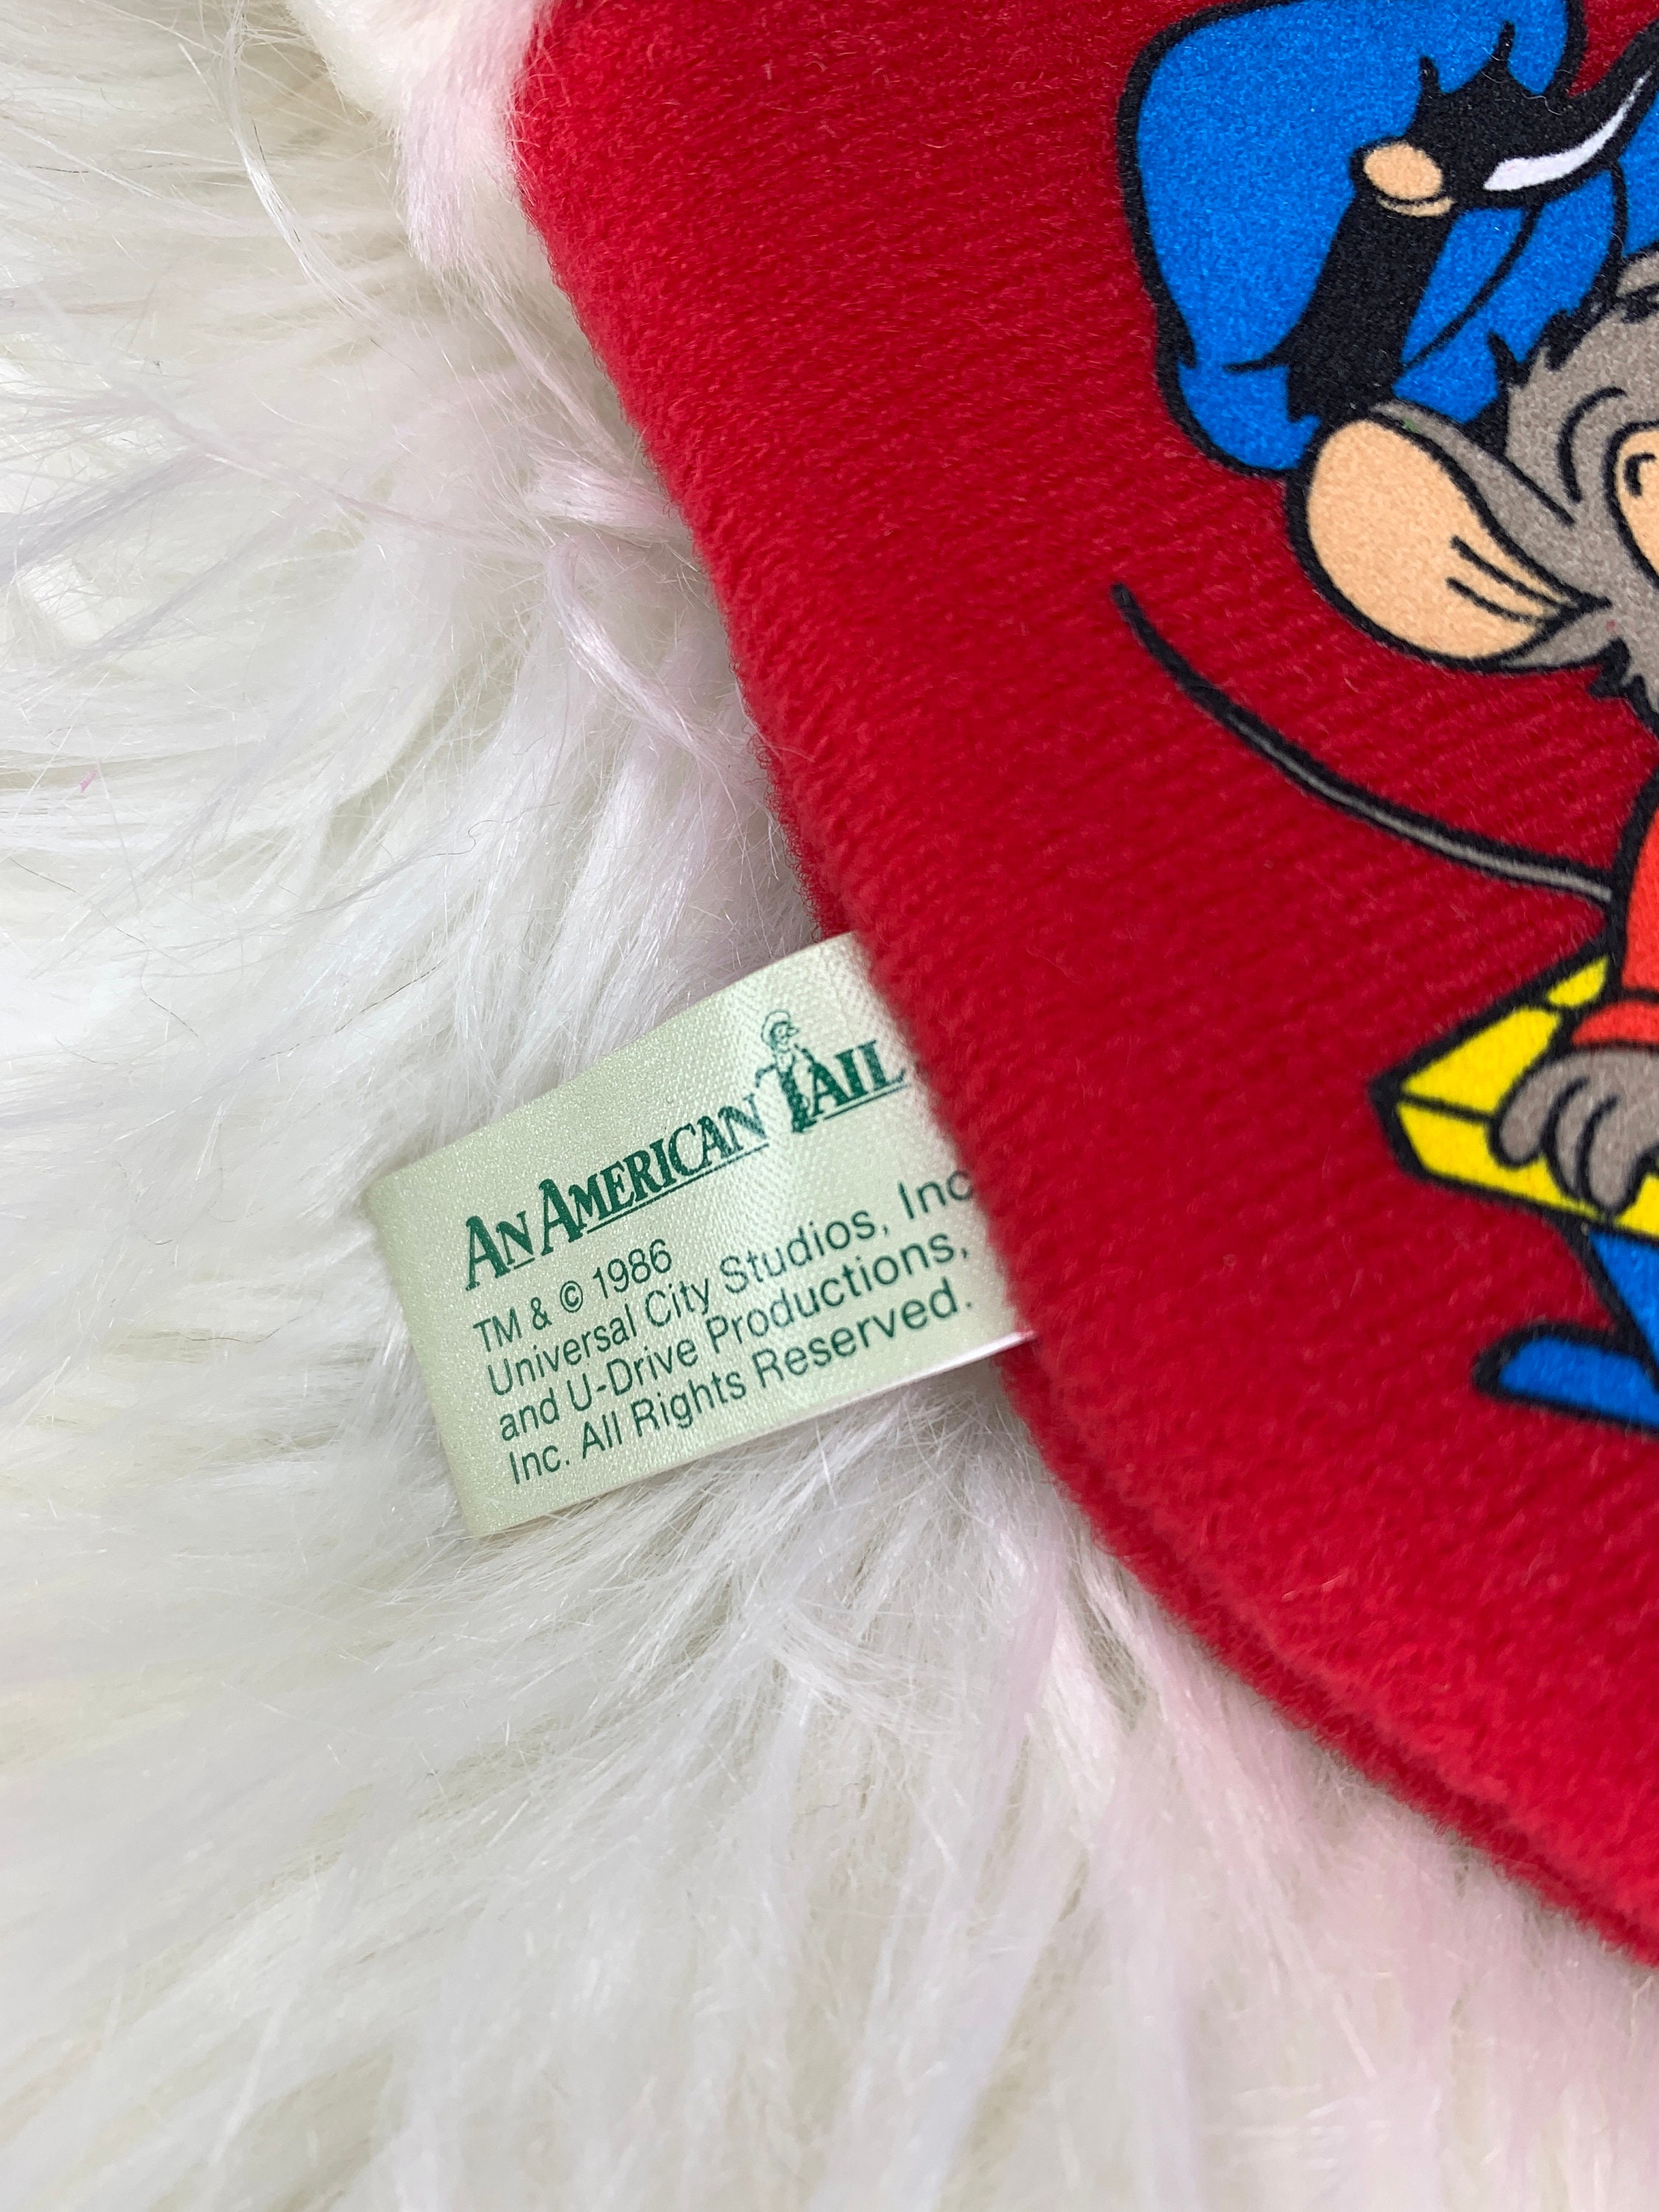 AN AMERICAN TAIL
TM & © 1986
Universal City Studios, Inc
and U-Drive Productions,
Inc. All Rights Reserved.